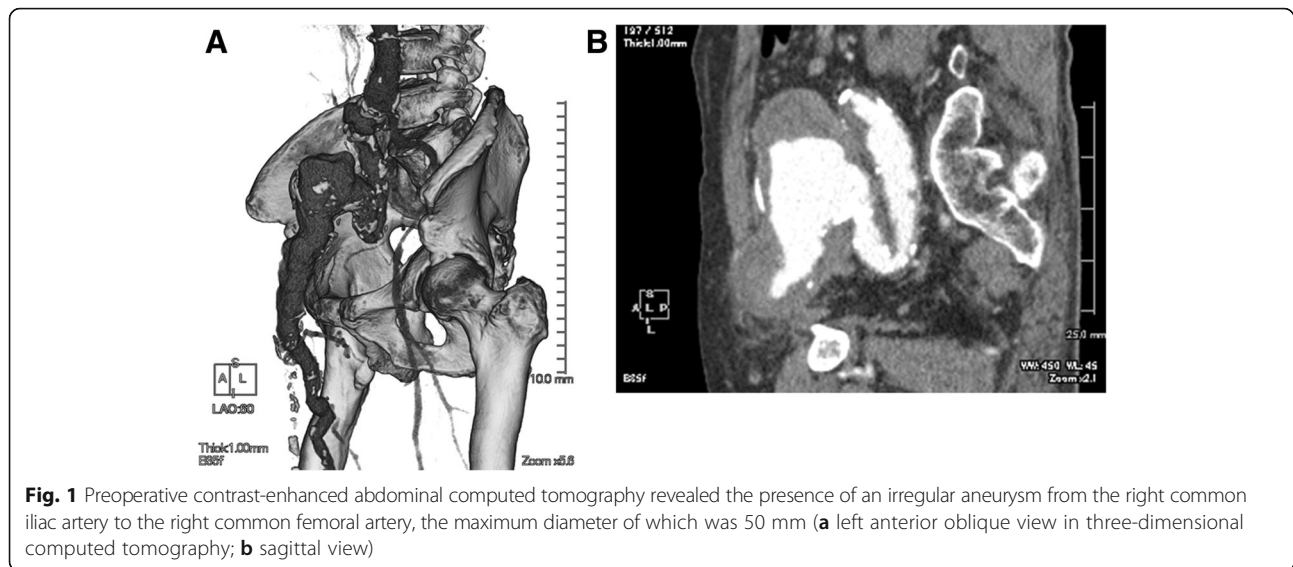 A
B
197 / 512
Thick1.00mm
S
A L
I
LAO:60
10.0 mm
Thick1.00mm
B35f
Zoom x5.6
S
A L P
I
25.0 mm
WW: 450 WL: 45
Zoom x2.1
B35f
Fig. 1 Preoperative contrast-enhanced abdominal computed tomography revealed the presence of an irregular aneurysm from the right common
iliac artery to the right common femoral artery, the maximum diameter of which was 50 mm (a left anterior oblique view in three-dimensional
computed tomography; b sagittal view)